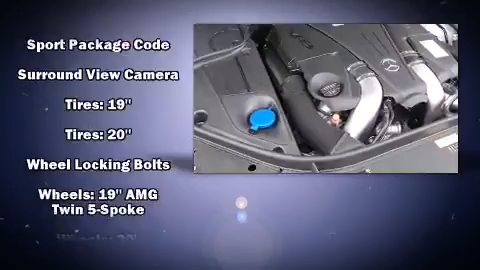 Sport Package Code
Surround View Camera
Tires: 19"
Tires: 20"
Wheel Locking Bolts
Wheels: 19" AMG
Twin 5-Spoke